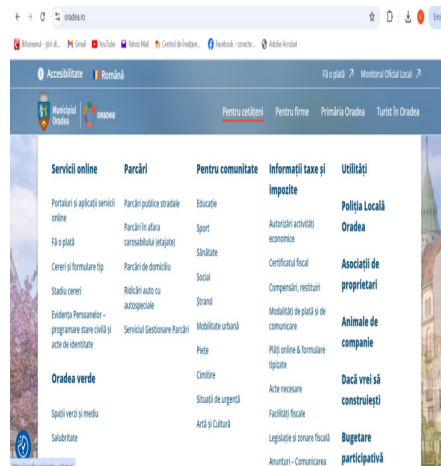 oradea.ro
Bihoreanul - știri di...
Gmail
YouTube
Yahoo Mail
Centrul de învățare...
Facebook - conecta...
Adobe Acrobat
Accesibilitate
Română
Fă o plată
Monitorul Oficial Local
Municipiul
Oradea
ORADEA
Pentru cetățeni
Pentru firme
Primăria Oradea
Turist în Oradea
Servicii online
Portaluri și aplicații servicii
online
Fă o plată
Cereri și formulare tip
Stadiu cereri
Evidența Persoanelor –
programare stare civilă și
acte de identitate
Oradea verde
Spații verzi și mediu
Salubritate
Parcări
Parcări publice stradale
Parcări în afara
carosabilului (etajate)
Parcări de domiciliu
Ridicări auto cu
autospeciale
Serviciul Gestionare Parcări
Pentru comunitate
Educație
Sport
Sănătate
Social
Ștrand
Mobilitate urbană
Piețe
Cimitire
Situații de urgență
Artă și Cultură
Informații taxe și
impozite
Autorizări activități
economice
Certificatul fiscal
Compensări, restituiri
Modalități de plată și de
comunicare
Plăți online & formulare
tipizate
Acte necesare
Facilități fiscale
Legislație și zonare fiscală
Anunțuri – Comunicarea
Utilități
Poliția Locală
Oradea
Asociații de
proprietari
Animale de
companie
Dacă vrei să
construiești
Bugetare
participativă